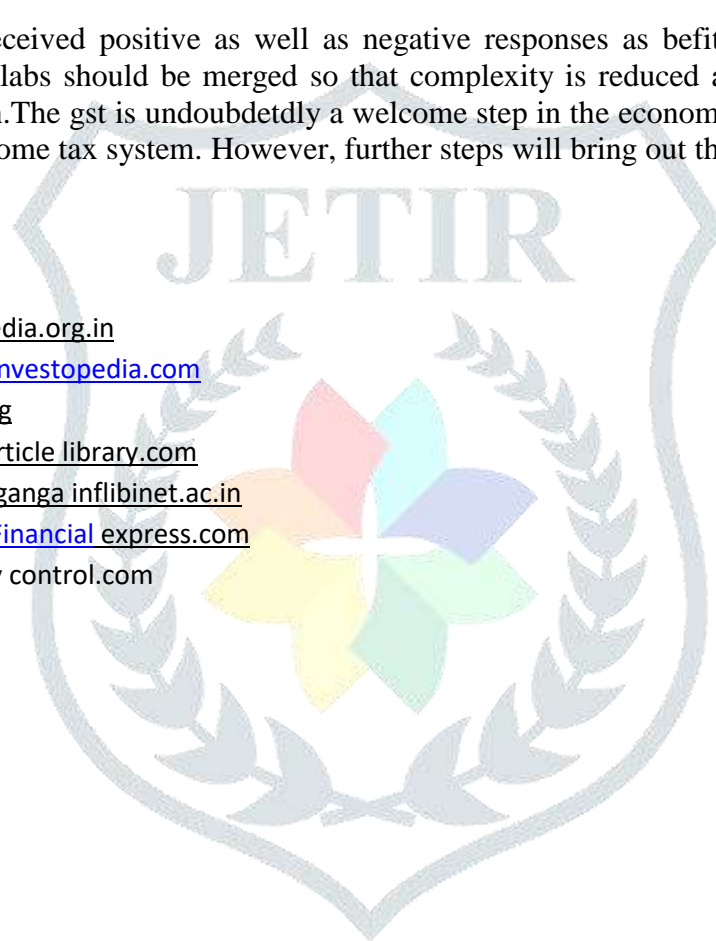 eceived positive as well as negative responses as befit
labs should be merged so that complexity is reduced a
.The gst is undoubdetdly a welcome step in the econom
ome tax system. However, further steps will bring out th
JETIR
edia.org.in
nvestopedia.com
g
rticle library.com
ganga inflibinet.ac.in
Financial express.com
control.com